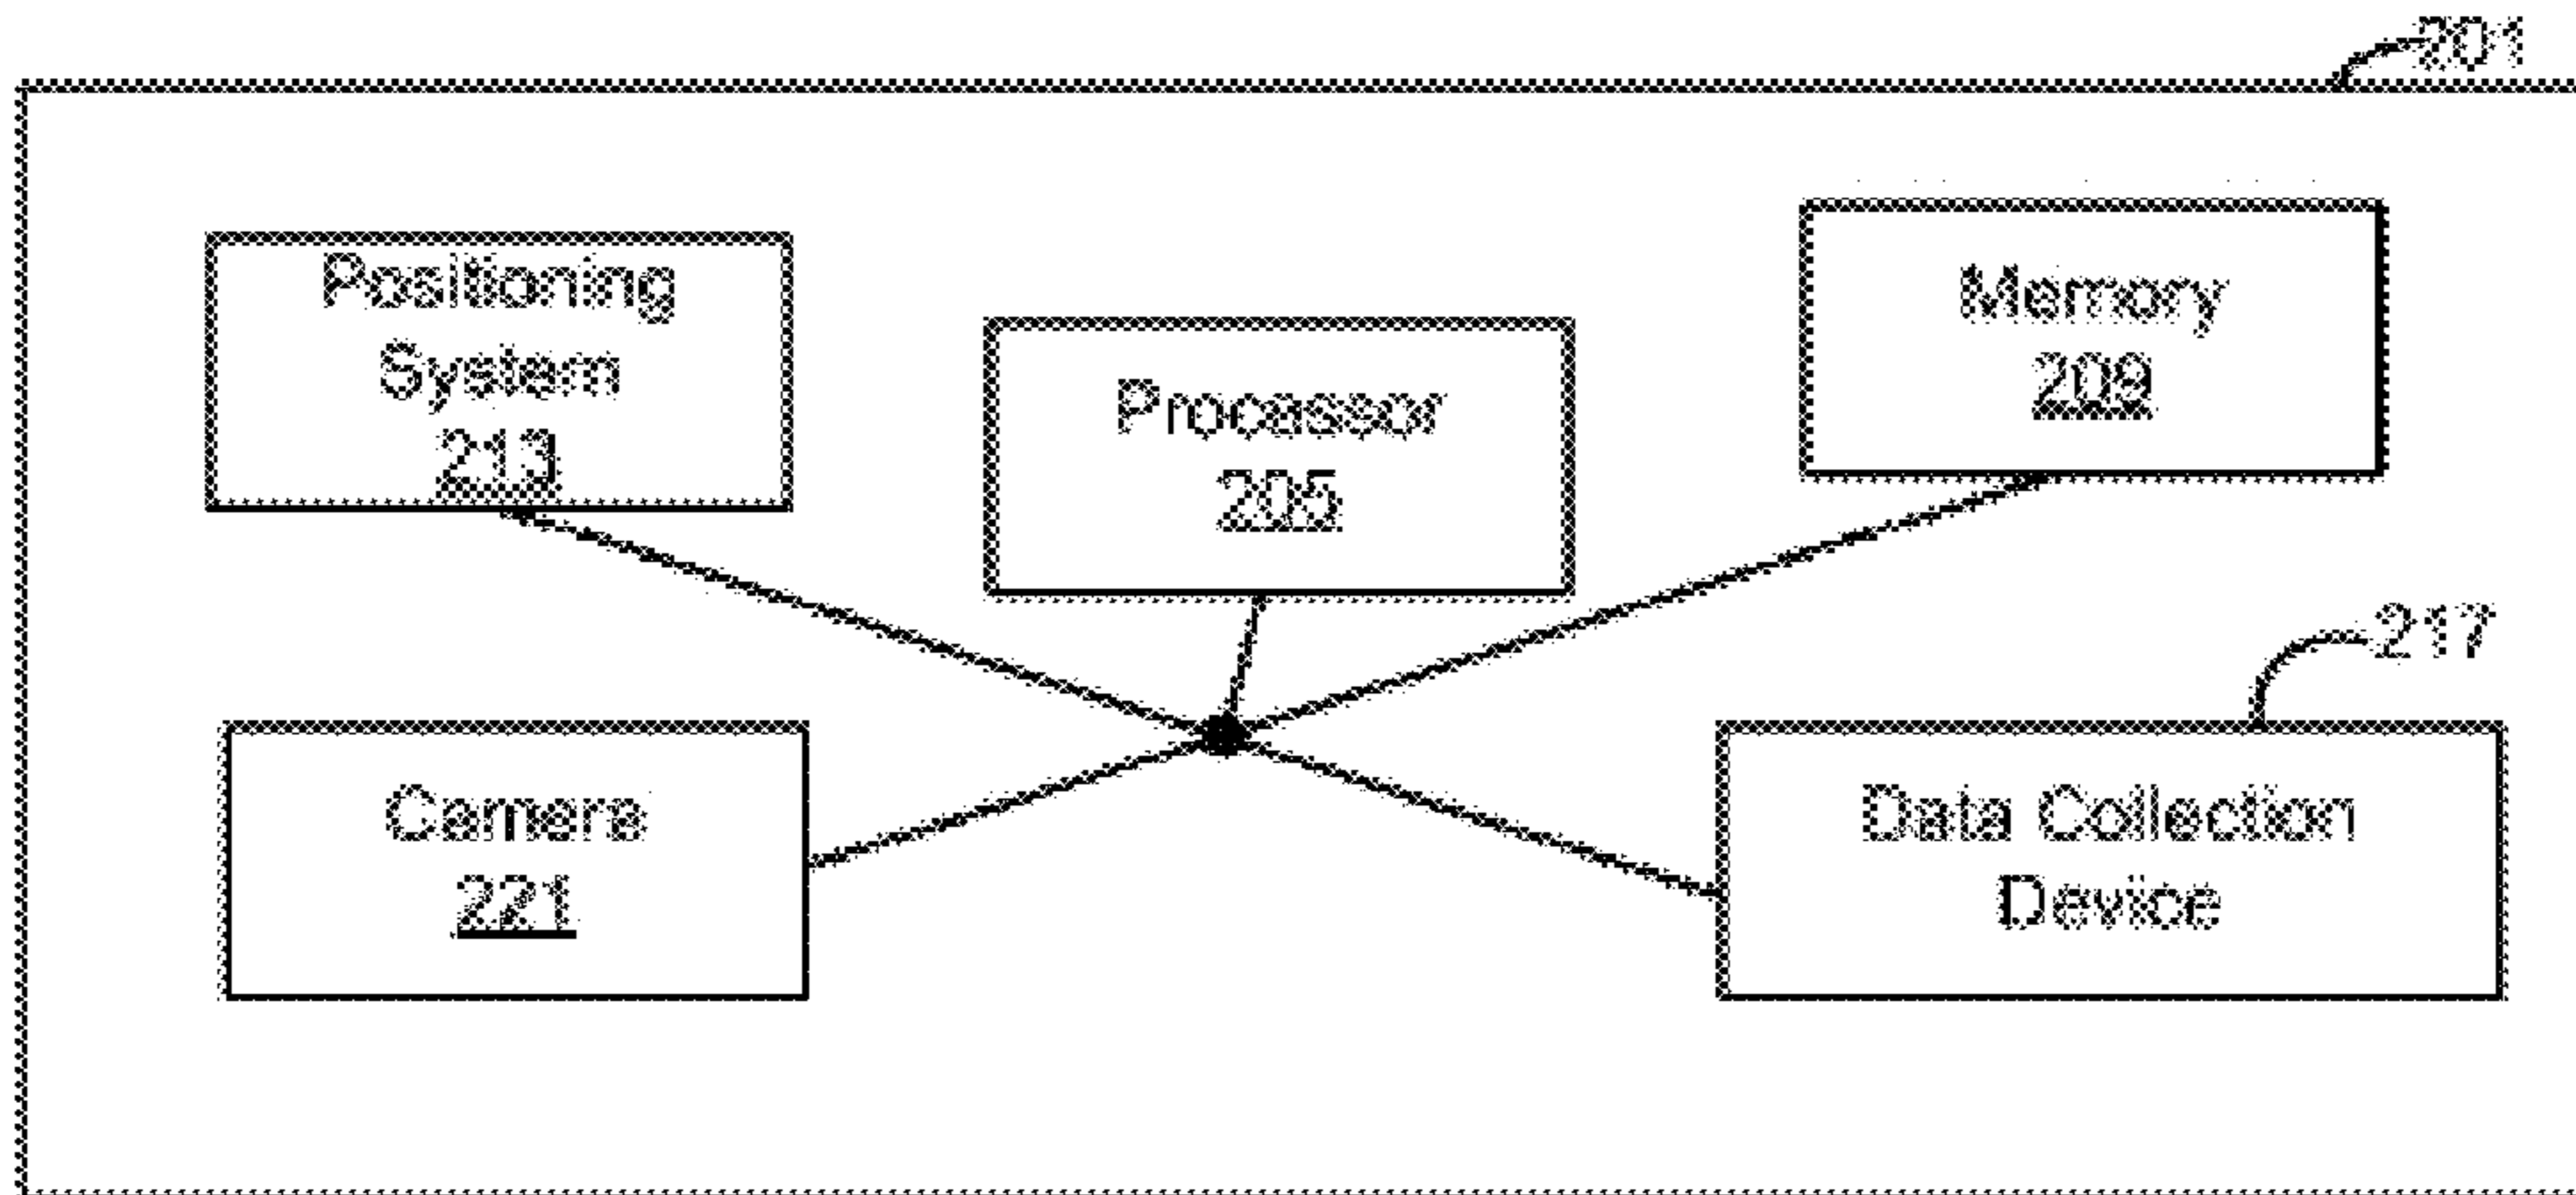 201
Positioning
System
213
Processor
205
Memory
209
217
Camera
221
Data Collection
Device